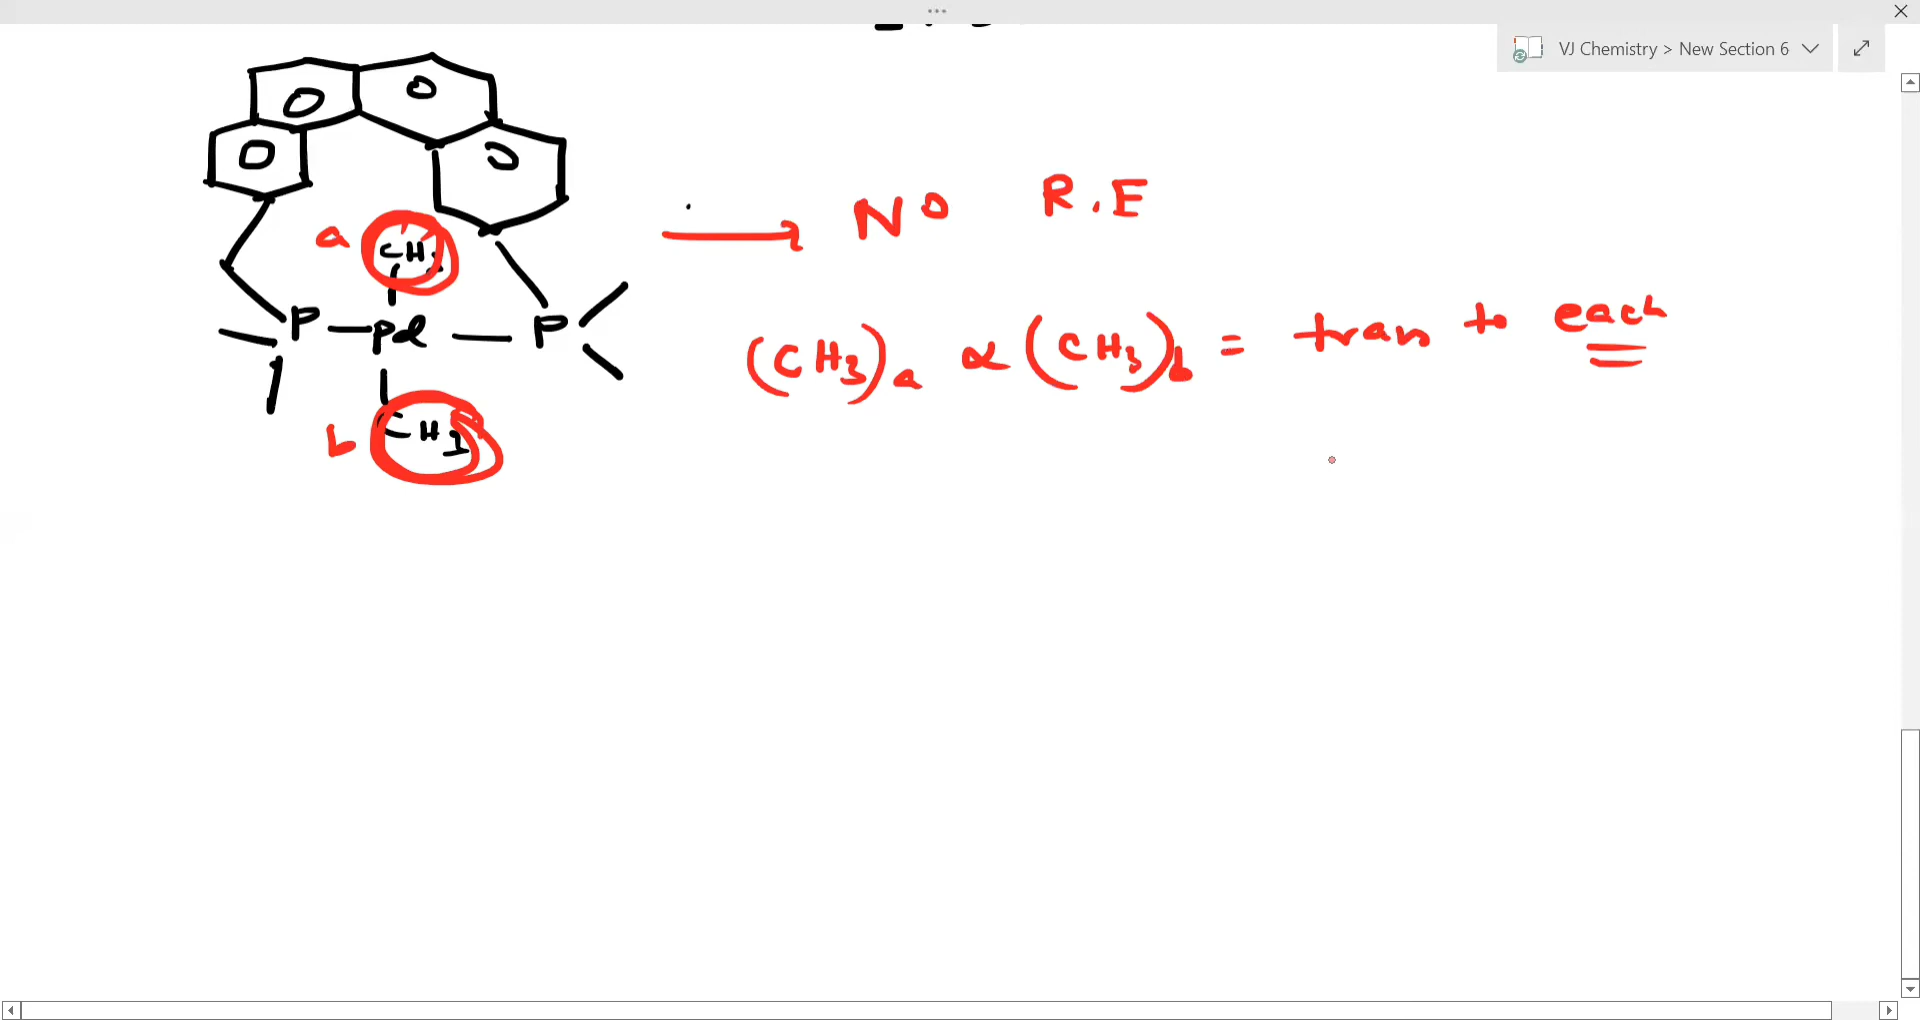 VJ Chemistry > New Section 6
a CH3
P — Pd — P
b CH3
NO R.E
(CH3)a α (CH3)b = tran to each